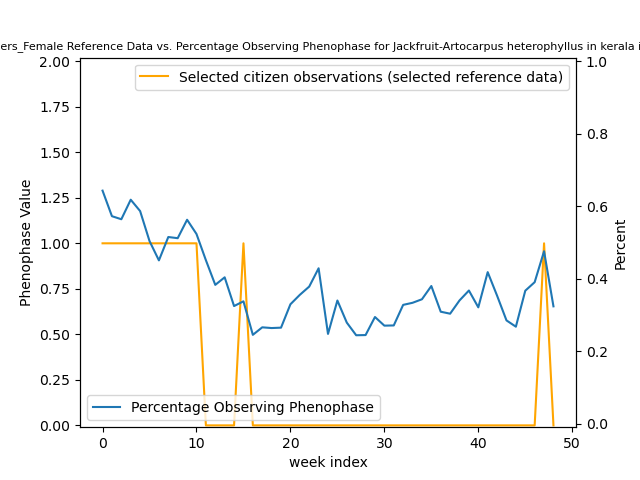 ers_Female Reference Data vs. Percentage Observing Phenophase for Jackfruit-Artocarpus heterophyllus in kerala i
Selected citizen observations (selected reference data)
Percentage Observing Phenophase
Phenophase Value
2.00
1.75
1.50
1.25
1.00
0.75
0.50
0.25
0.00
1.0
0.8
0.6
0.4
0.2
0.0
Percent
0 10 20 30 40 50
week index